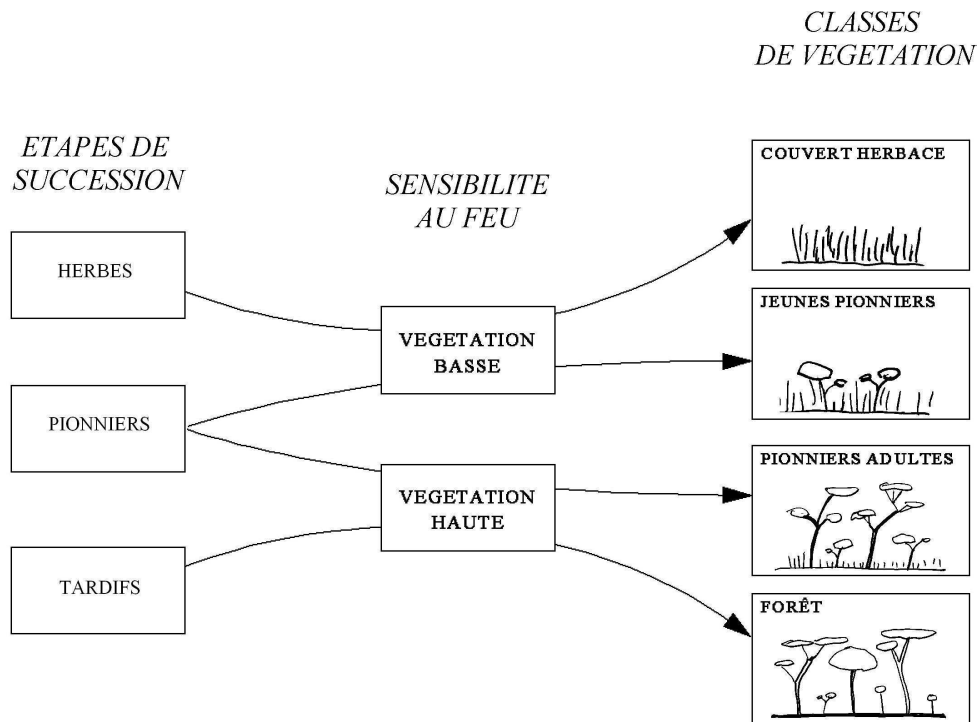 ETAPES DE
SUCCESSION
HERBES
PIONNIERS
TARDIFS
SENSIBILITE
AU FEU
VEGETATION
BASSE
VEGETATION
HAUTE
CLASSES
DE VEGETATION
COUVERT HERBACE
JEUNES PIONNIERS
PIONNIERS ADULTES
FORÊT